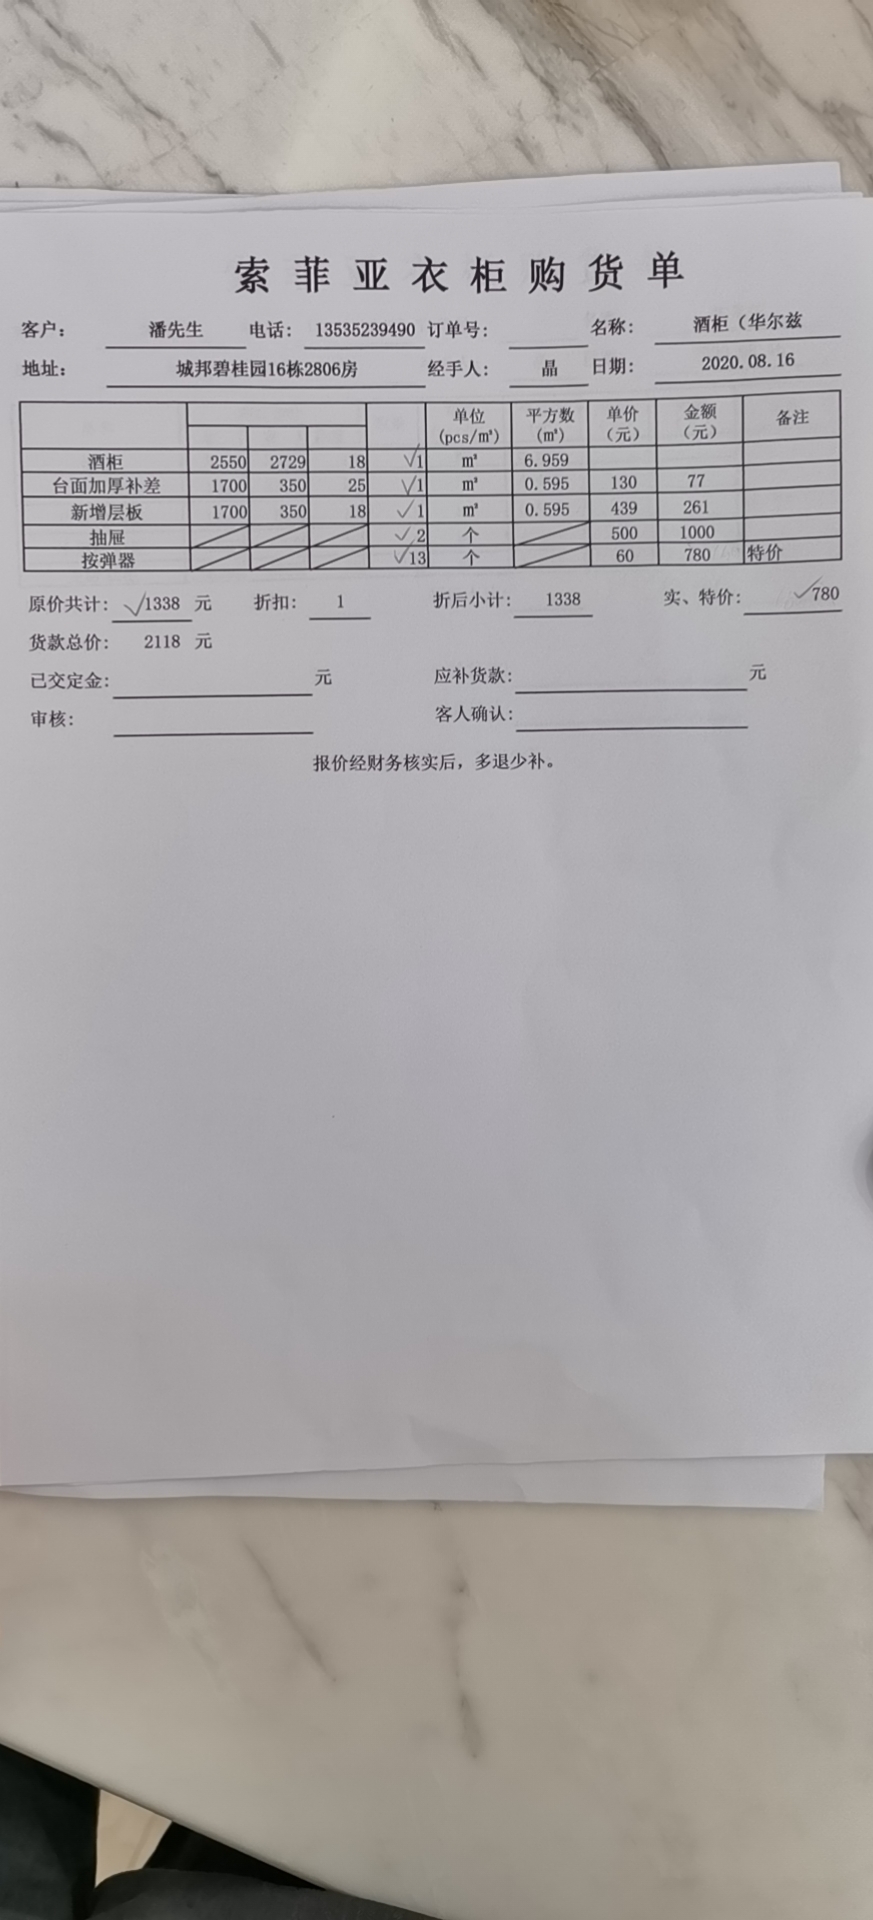 索菲亚衣柜购货单
客户: 潘先生 电话: 13535239490 订单号: 名称: 酒柜（华尔兹
地址: 城邦碧桂园16栋2806房 经手人: 晶 日期: 2020.08.16
单位(pcs/m²) 平方数(m²) 单价(元) 金额(元) 备注
酒柜 2550 2729 18 √1 m² 6.959
台面加厚补差 1700 350 25 √1 m² 0.595 130 77
新增层板 1700 350 18 √1 m² 0.595 439 261
抽屉 √2 个 500 1000
按弹器 √13 个 60 780 特价
原价共计: √1338 元 折扣: 1 折后小计: 1338 实、特价: √780
货款总价: 2118 元
已交定金: 元 应补货款: 元
审核: 客人确认:
报价经财务核实后，多退少补。